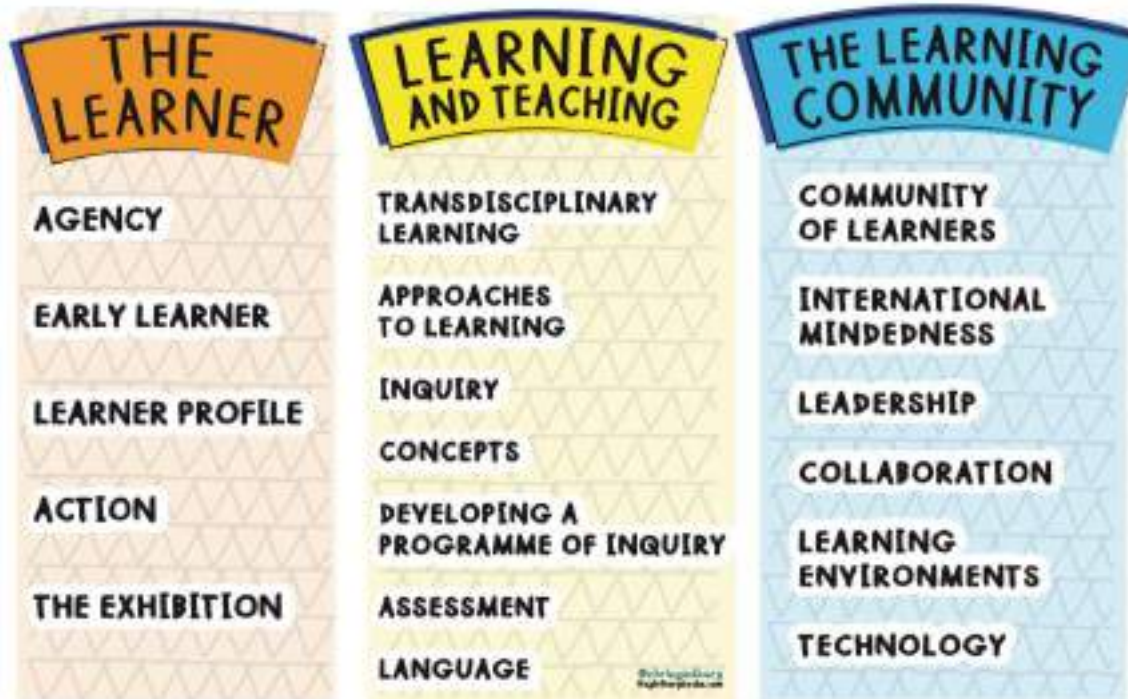 THE
LEARNER
AGENCY
EARLY LEARNER
LEARNER PROFILE
ACTION
THE EXHIBITION
LEARNING
AND TEACHING
TRANSDISCIPLINARY
LEARNING
APPROACHES
TO LEARNING
INQUIRY
CONCEPTS
DEVELOPING A
PROGRAMME OF INQUIRY
ASSESSMENT
LANGUAGE
THE LEARNING
COMMUNITY
COMMUNITY
OF LEARNERS
INTERNATIONAL
MINDEDNESS
LEADERSHIP
COLLABORATION
LEARNING
ENVIRONMENTS
TECHNOLOGY